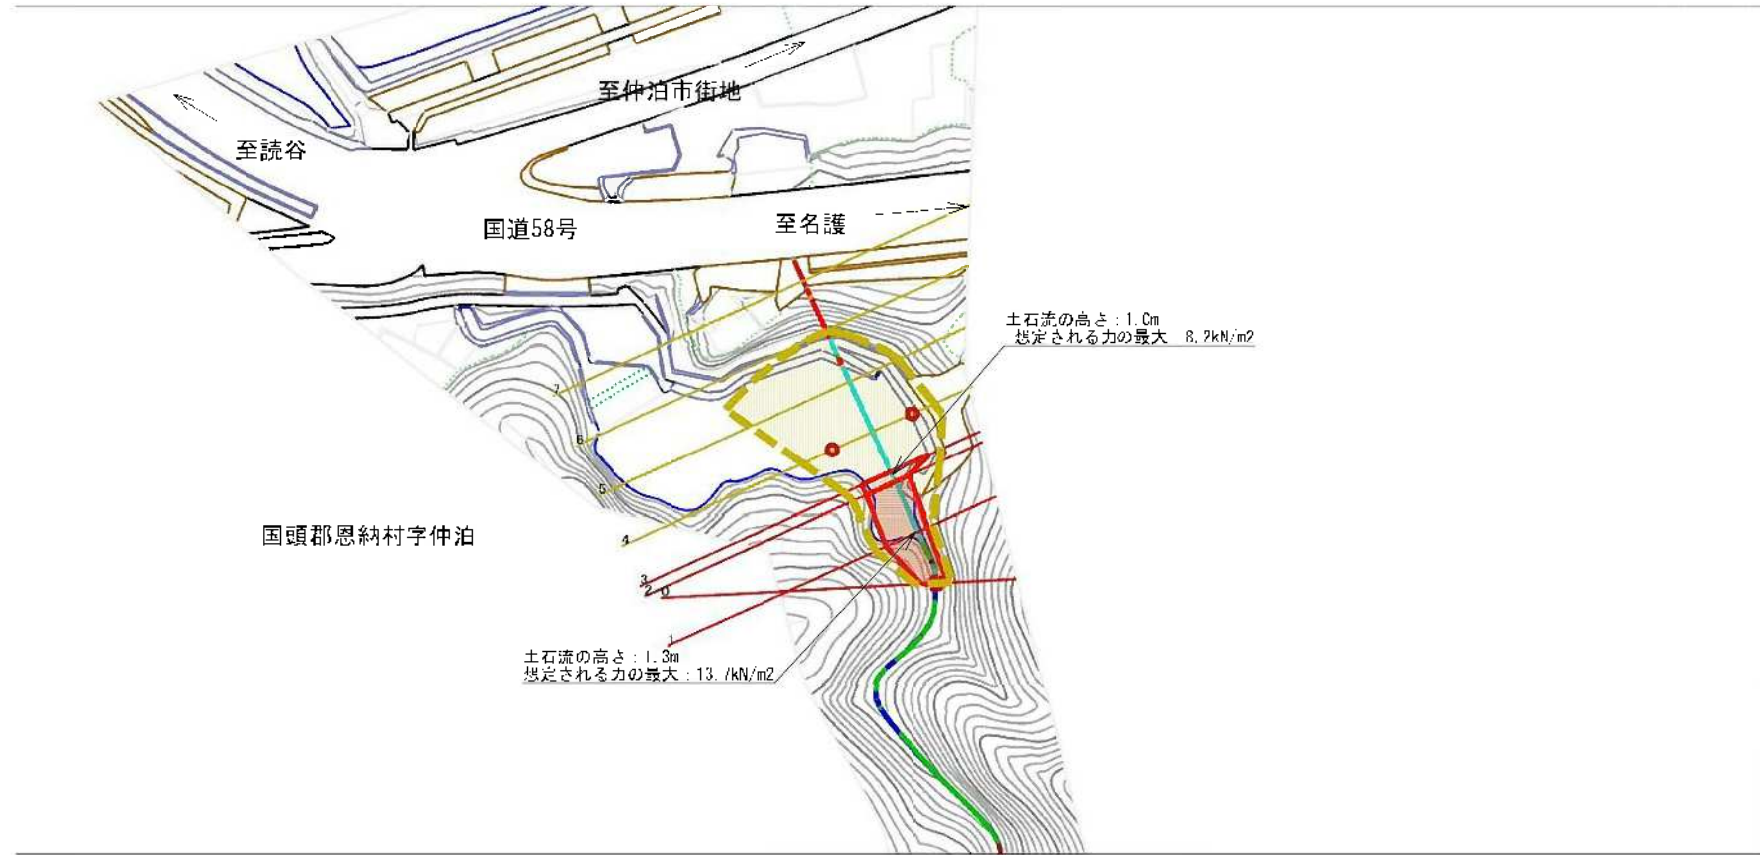 至仲泊市街地
至読谷
国道58号
至名護
土石流の高さ:1.0m
想定される力の最大 8.2kN/m2
7
6
5
国頭郡恩納村字仲泊
4
3
2 0
1
土石流の高さ:1.3m
想定される力の最大:13.7kN/m2